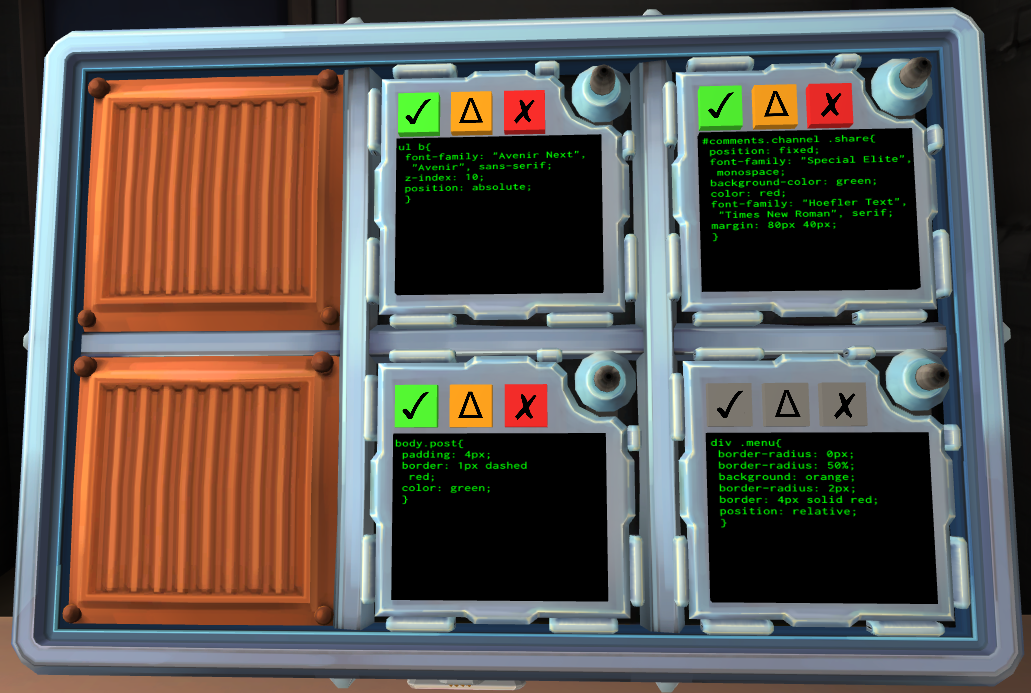 ✓ Δ ✗
ul b{
font-family: "Avenir Next",
"Avenir", sans-serif;
z-index: 10;
position: absolute;
}
✓ Δ ✗
#comments.channel .share{
position: fixed;
font-family: "Special Elite",
monospace;
background-color: green;
color: red;
font-family: "Hoefler Text",
"Times New Roman", serif;
margin: 80px 40px;
}
✓ Δ ✗
body.post{
padding: 4px;
border: 1px dashed
red;
color: green;
}
✓ Δ ✗
div .menu{
border-radius: 0px;
border-radius: 50%;
background: orange;
border-radius: 2px;
border: 4px solid red;
position: relative;
}